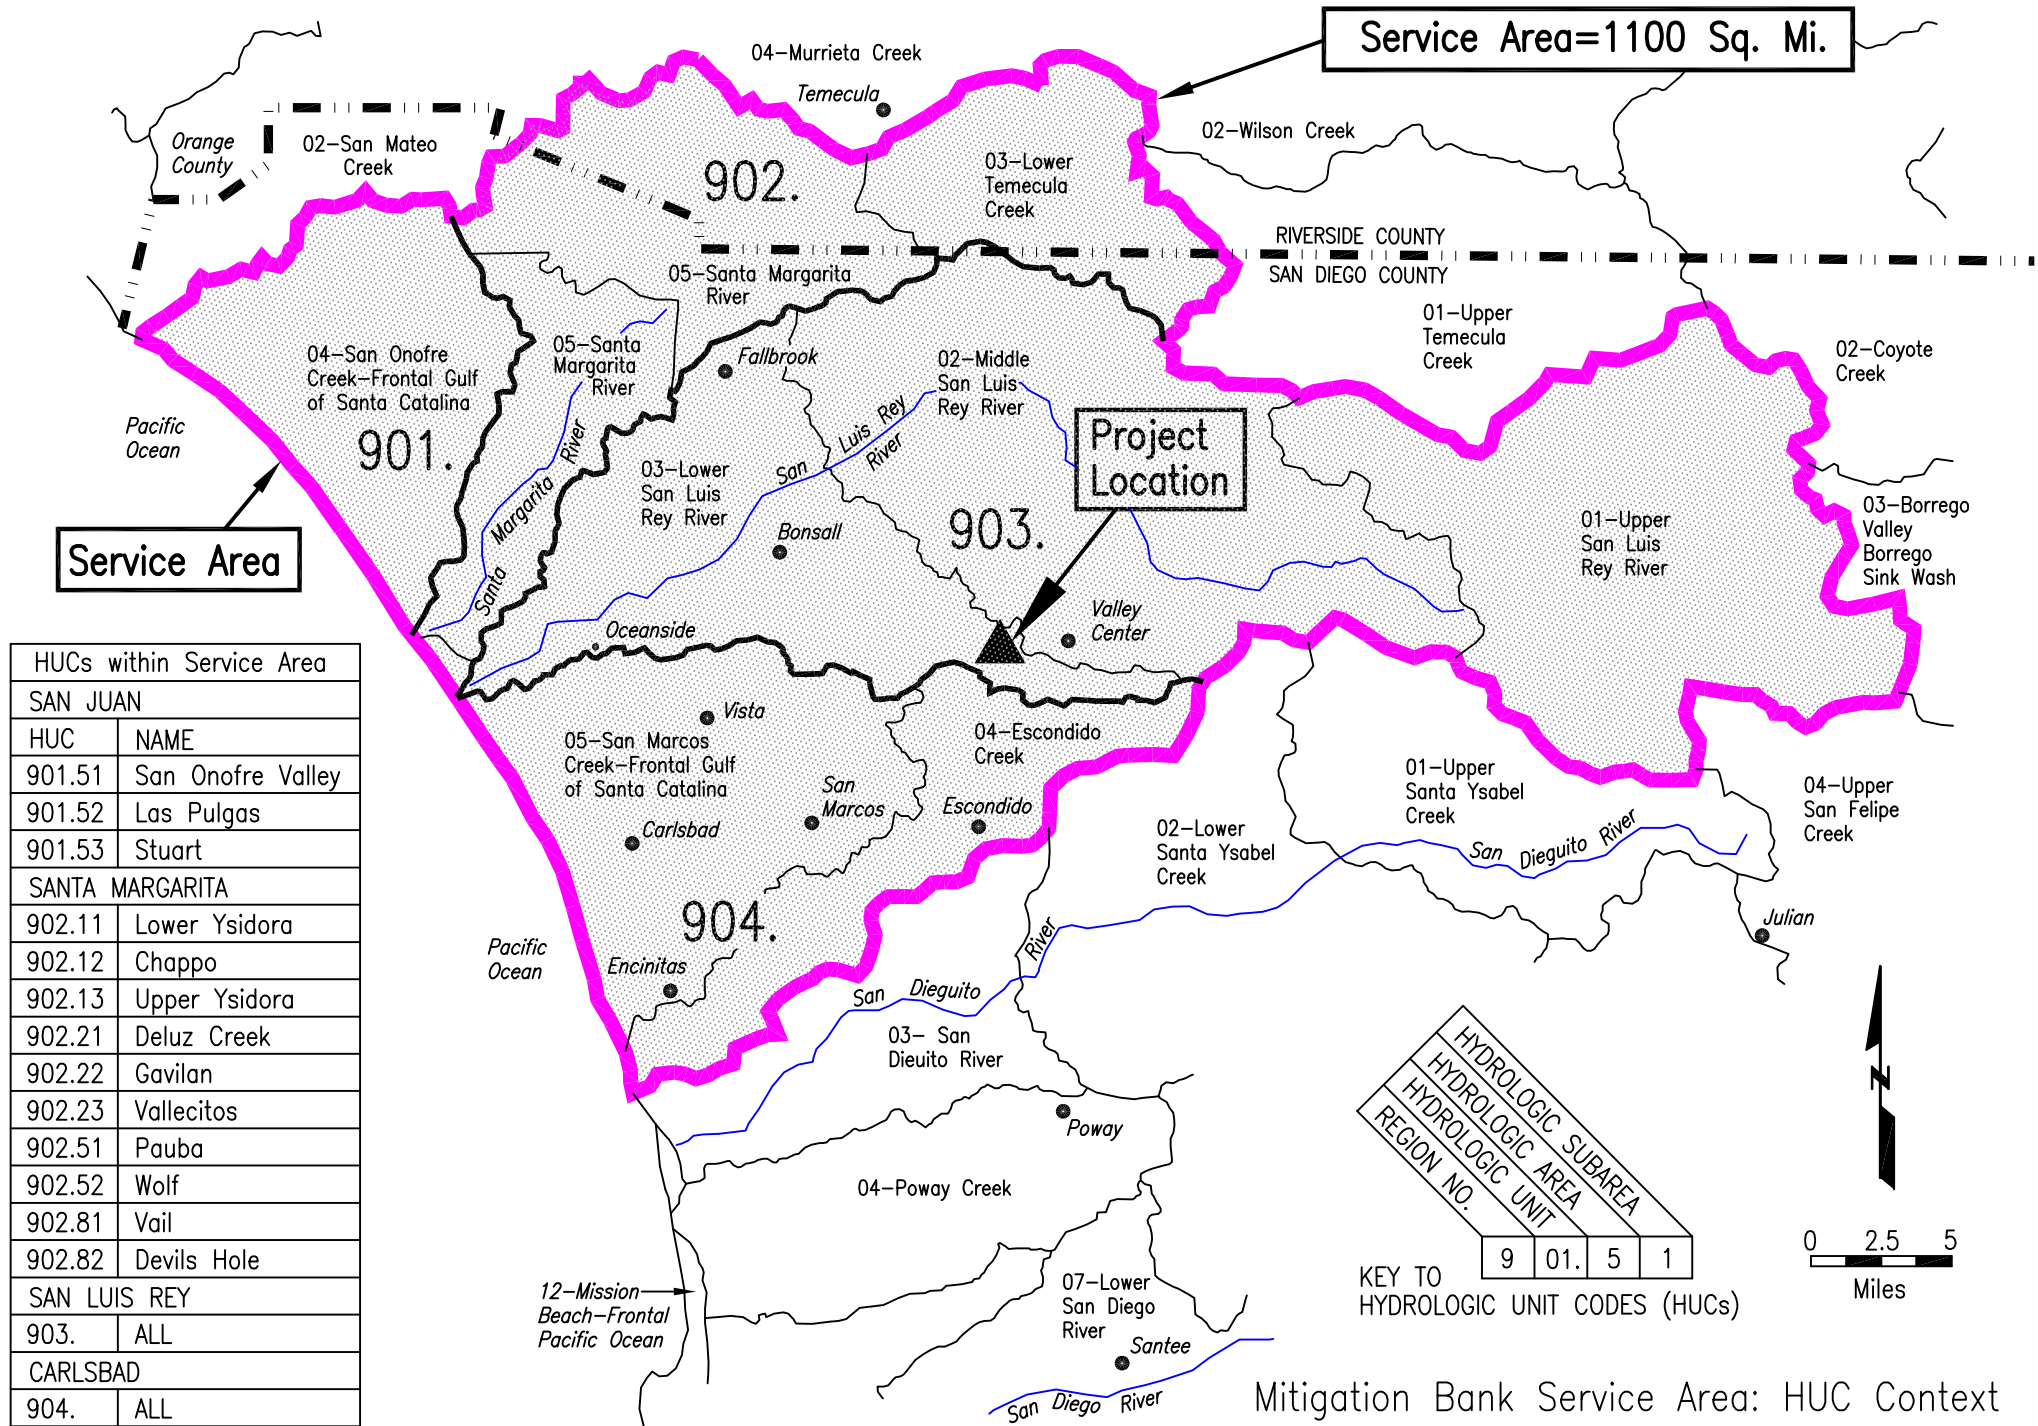 Service Area=1100 Sq. Mi.
04-Murrieta Creek
Temecula
Orange
County
02-San Mateo
Creek
02-Wilson Creek
902.
03-Lower
Temecula
Creek
RIVERSIDE COUNTY
SAN DIEGO COUNTY
05-Santa Margarita
River
01-Upper
Temecula
Creek
02-Coyote
Creek
04-San Onofre
Creek-Frontal Gulf
of Santa Catalina
05-Santa
Margarita
River
Fallbrook
02-Middle
San Luis
Rey River
Pacific
Ocean
901.
Santa Margarita River
San Luis Rey
River
Project
Location
03-Lower
San Luis
Rey River
903.
Bonsall
01-Upper
San Luis
Rey River
03-Borrego
Valley
Borrego
Sink Wash
Service Area
Oceanside
Valley
Center
HUCs within Service Area
SAN JUAN
HUC NAME
901.51 San Onofre Valley
901.52 Las Pulgas
901.53 Stuart
SANTA MARGARITA
902.11 Lower Ysidora
902.12 Chappo
902.13 Upper Ysidora
902.21 Deluz Creek
902.22 Gavilan
902.23 Vallecitos
902.51 Pauba
902.52 Wolf
902.81 Vail
902.82 Devils Hole
SAN LUIS REY
903. ALL
CARLSBAD
904. ALL
Vista
05-San Marcos
Creek-Frontal Gulf
of Santa Catalina
04-Escondido
Creek
San
Marcos
Escondido
Carlsbad
01-Upper
Santa Ysabel
Creek
04-Upper
San Felipe
Creek
02-Lower
Santa Ysabel
Creek
San Dieguito River
904.
Julian
Pacific
Ocean
Encinitas
San Dieguito River
03- San
Dieuito River
Poway
04-Poway Creek
12-Mission
Beach-Frontal
Pacific Ocean
07-Lower
San Diego
River
Santee
San Diego River
HYDROLOGIC SUBAREA
HYDROLOGIC AREA
HYDROLOGIC UNIT
REGION NO.
9 01. 5 1
KEY TO
HYDROLOGIC UNIT CODES (HUCs)
N
0 2.5 5
Miles
Mitigation Bank Service Area: HUC Context